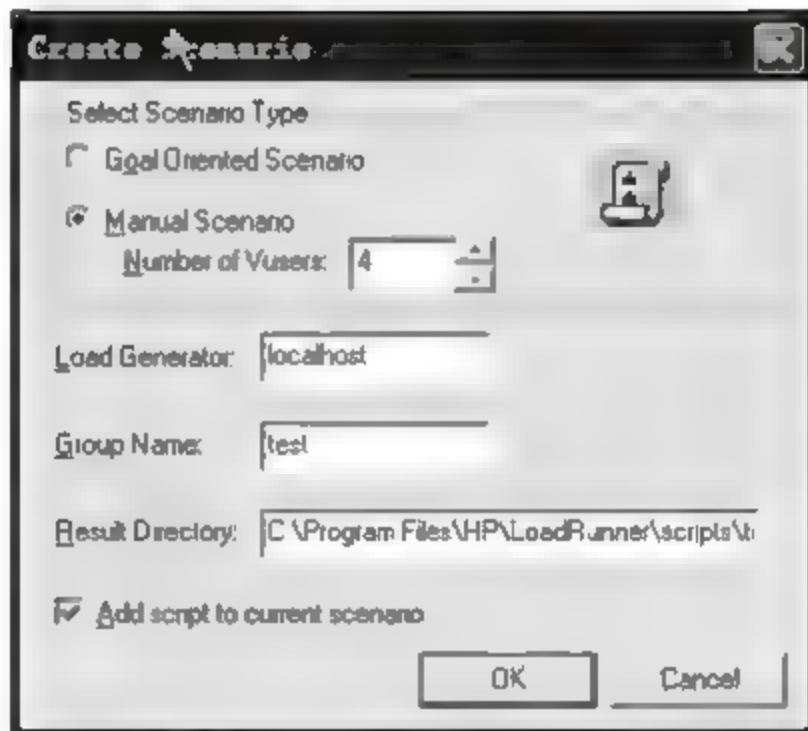 Create Scenario
Select Scenario Type
Goal Oriented Scenario
Manual Scenario
Number of Vusers: 4
Load Generator: localhost
Group Name: test
Result Directory: C:\Program Files\HP\LoadRunner\scripts\t
Add script to current scenario
OK Cancel